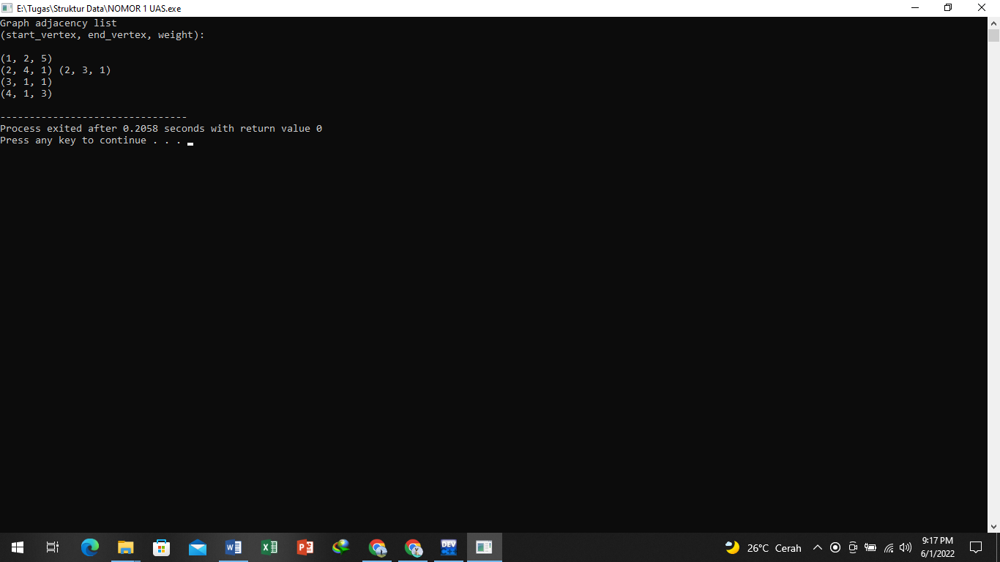 E:\Tugas\Struktur Data\NOMOR 1 UAS.exe
Graph adjacency list
(start_vertex, end_vertex, weight):
(1, 2, 5)
(2, 4, 1) (2, 3, 1)
(3, 1, 1)
(4, 1, 3)
--------------------------------
Process exited after 0.2058 seconds with return value 0
Press any key to continue . . .
DEV
26°C Cerah
9:17 PM
6/1/2022